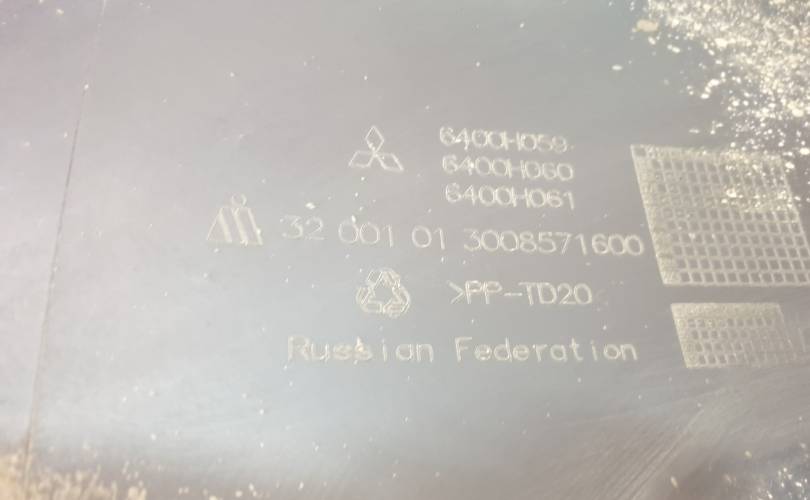 6400H059
6400H060
6400H061
32 001 01 3008571600
>PP-TD20
Russian Federation